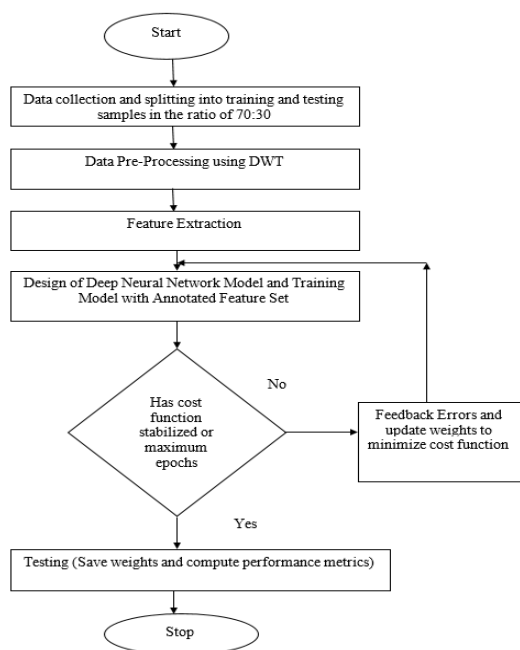 Start
Data collection and splitting into training and testing
samples in the ratio of 70:30
Data Pre-Processing using DWT
Feature Extraction
Design of Deep Neural Network Model and Training
Model with Annotated Feature Set
No
Has cost
function
stabilized or
maximum
epochs
Feedback Errors and
update weights to
minimize cost function
Yes
Testing (Save weights and compute performance metrics)
Stop